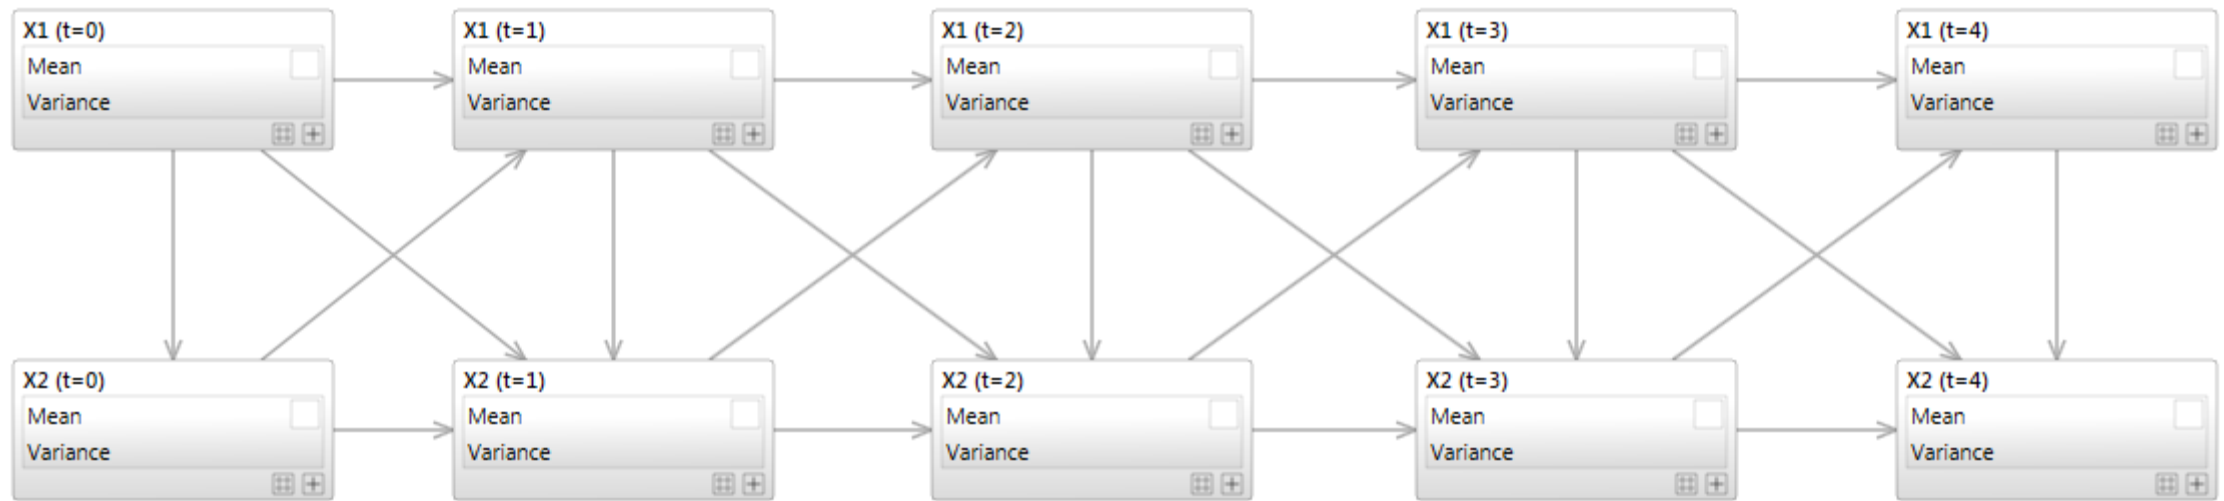 X1 (t=0)
Mean
Variance
X1 (t=1)
Mean
Variance
X1 (t=2)
Mean
Variance
X1 (t=3)
Mean
Variance
X1 (t=4)
Mean
Variance
X2 (t=0)
Mean
Variance
X2 (t=1)
Mean
Variance
X2 (t=2)
Mean
Variance
X2 (t=3)
Mean
Variance
X2 (t=4)
Mean
Variance